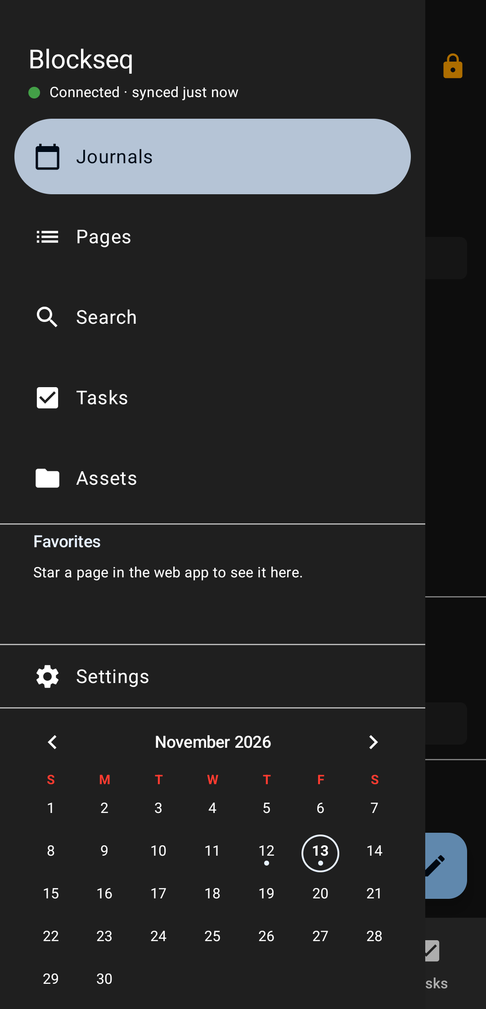 Blockseq
Connected · synced just now
Journals
Pages
Search
Tasks
Assets
Favorites
Star a page in the web app to see it here.
Settings
November 2026
S M T W T F S
1 2 3 4 5 6 7
8 9 10 11 12 13 14
15 16 17 18 19 20 21
22 23 24 25 26 27 28
29 30
sks